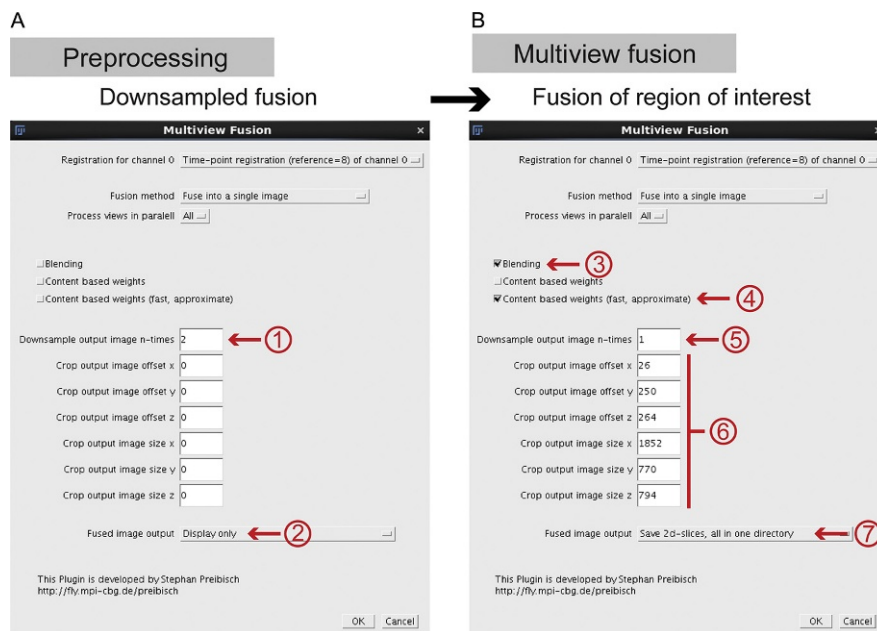 A
Preprocessing
Downsampled fusion
Multiview Fusion
Registration for channel 0 Time-point registration (reference=8) of channel 0
Fusion method Fuse into a single image
Process views in paralell All
Blending
Content based weights
Content based weights (fast, approximate)
Downsample output image n-times 2 1
Crop output image offset x 0
Crop output image offset y 0
Crop output image offset z 0
Crop output image size x 0
Crop output image size y 0
Crop output image size z 0
Fused image output Display only 2
This Plugin is developed by Stephan Preibisch
http://fly.mpi-cbg.de/preibisch
OK Cancel
B
Multiview fusion
Fusion of region of interest
Multiview Fusion
Registration for channel 0 Time-point registration (reference=8) of channel 0
Fusion method Fuse into a single image
Process views in paralell All
Blending 3
Content based weights
Content based weights (fast, approximate) 4
Downsample output image n-times 1 5
Crop output image offset x 26
Crop output image offset y 250
Crop output image offset z 264
6
Crop output image size x 1852
Crop output image size y 770
Crop output image size z 794
Fused image output Save 2d-slices, all in one directory 7
This Plugin is developed by Stephan Preibisch
http://fly.mpi-cbg.de/preibisch
OK Cancel